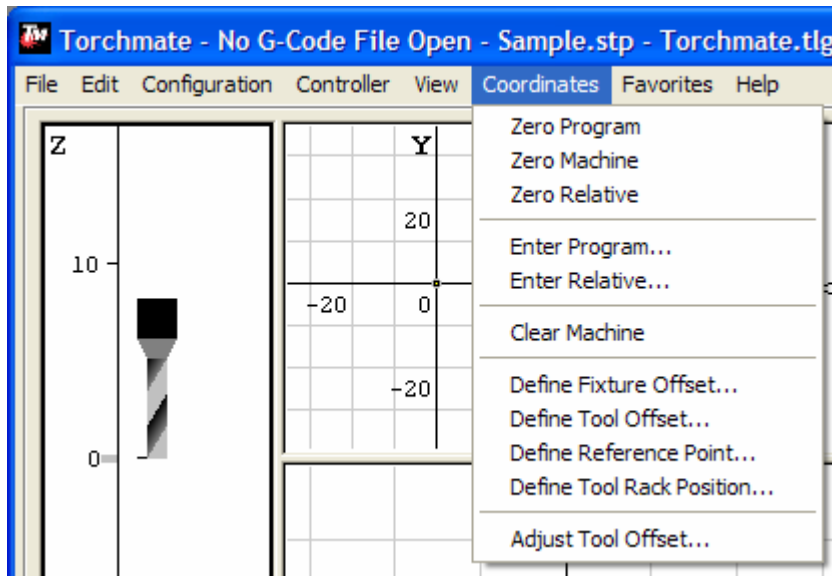 Torchmate - No G-Code File Open - Sample.stp - Torchmate.tlg
File Edit Configuration Controller View Coordinates Favorites Help
Z
10
0
Y
20
-20 0
-20
Zero Program
Zero Machine
Zero Relative
Enter Program...
Enter Relative...
Clear Machine
Define Fixture Offset...
Define Tool Offset...
Define Reference Point...
Define Tool Rack Position...
Adjust Tool Offset...